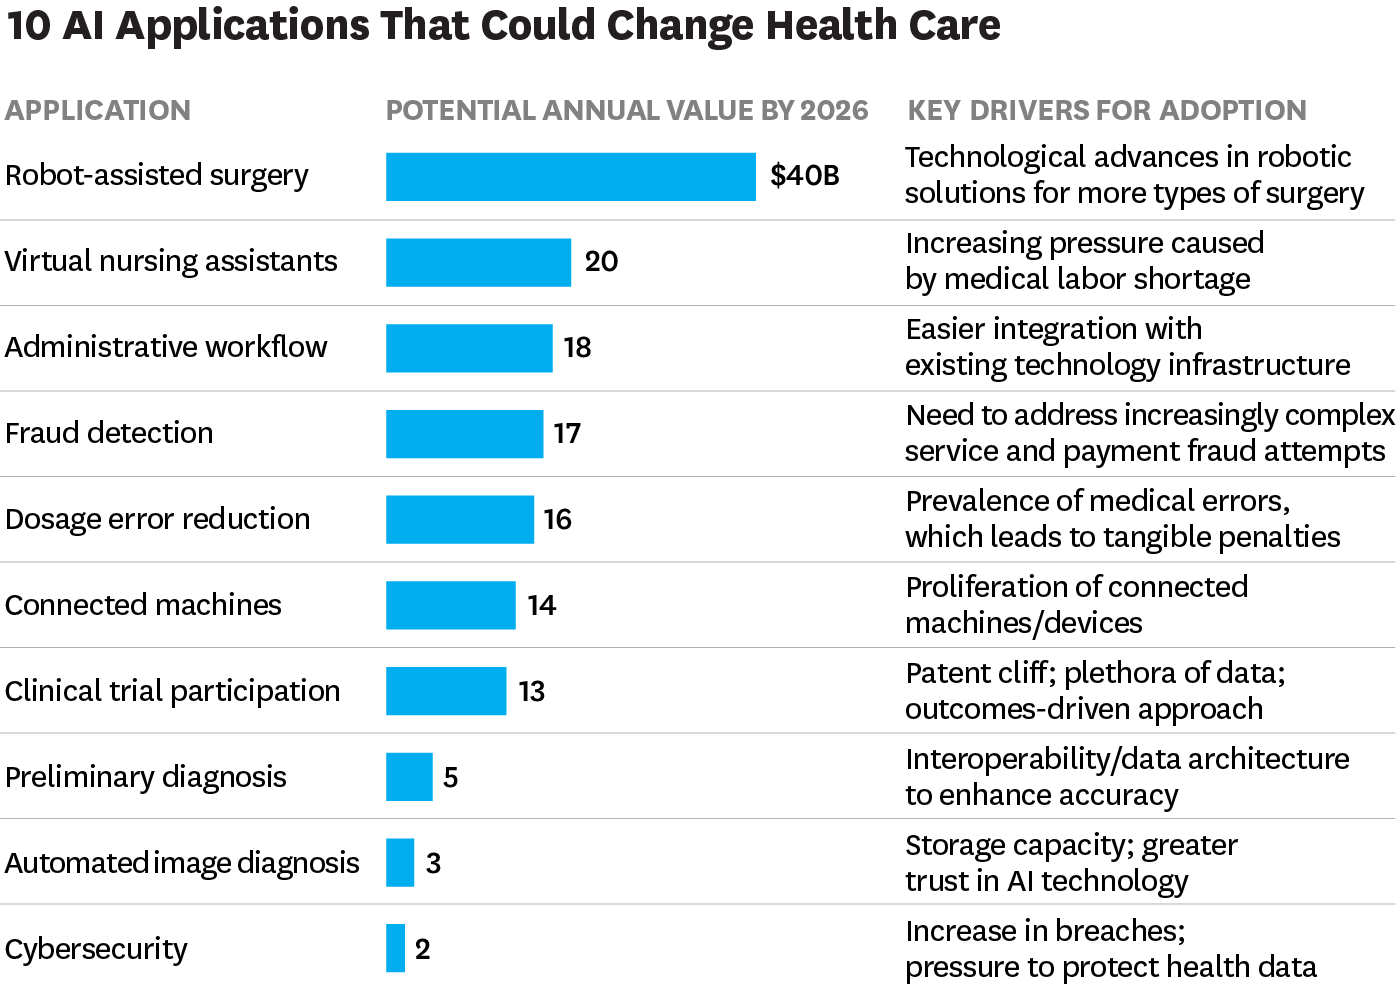 10 AI Applications That Could Change Health Care
APPLICATION POTENTIAL ANNUAL VALUE BY 2026 KEY DRIVERS FOR ADOPTION
Robot-assisted surgery $40B Technological advances in robotic
solutions for more types of surgery
Virtual nursing assistants 20 Increasing pressure caused
by medical labor shortage
Administrative workflow 18 Easier integration with
existing technology infrastructure
Fraud detection 17 Need to address increasingly complex
service and payment fraud attempts
Dosage error reduction 16 Prevalence of medical errors,
which leads to tangible penalties
Connected machines 14 Proliferation of connected
machines/devices
Clinical trial participation 13 Patent cliff; plethora of data;
outcomes-driven approach
Preliminary diagnosis 5 Interoperability/data architecture
to enhance accuracy
Automated image diagnosis 3 Storage capacity; greater
trust in AI technology
Cybersecurity 2 Increase in breaches;
pressure to protect health data